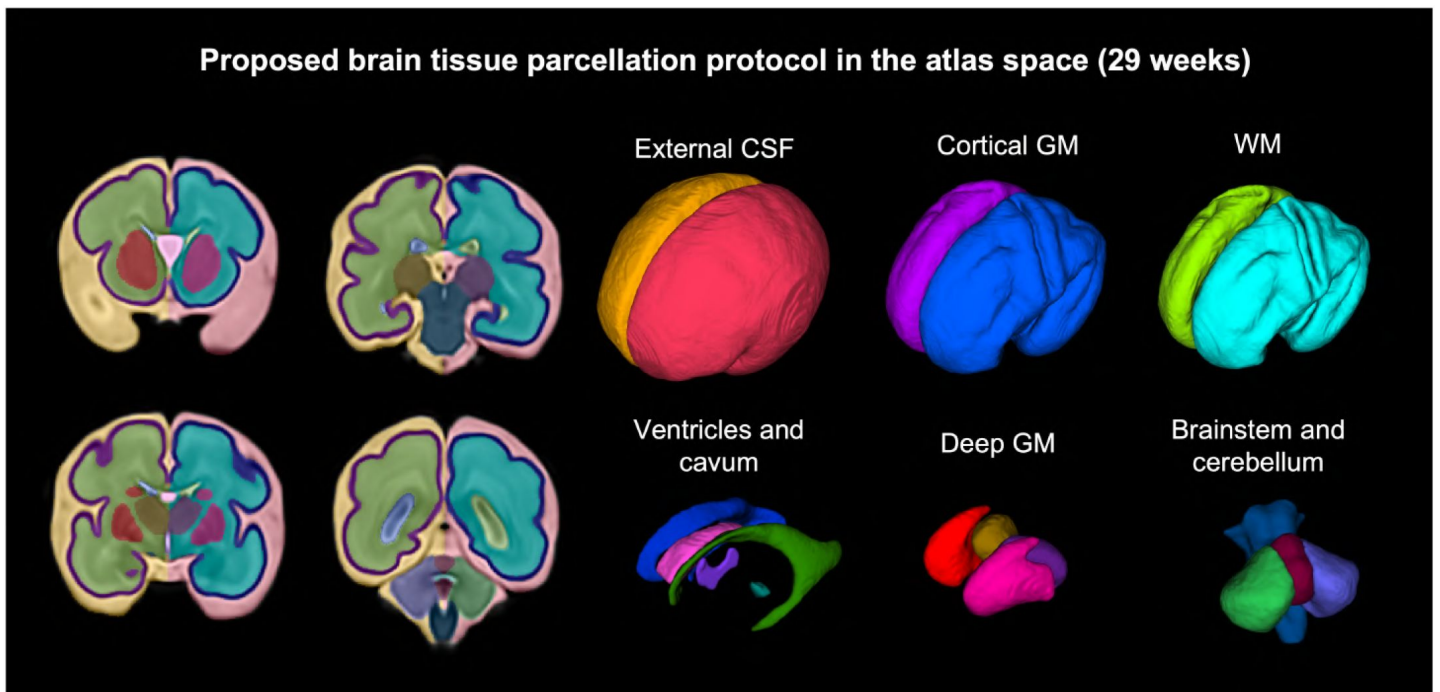 Proposed brain tissue parcellation protocol in the atlas space (29 weeks)
External CSF
Cortical GM
WM
Ventricles and
cavum
Deep GM
Brainstem and
cerebellum